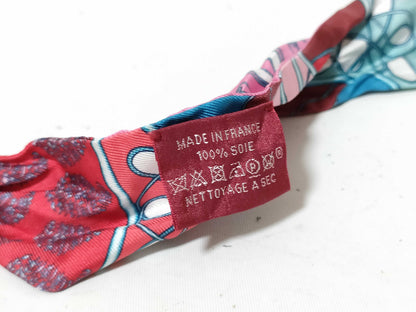 MADE IN FRANCE
100% SOIE
P
NETTOYAGE A SEC